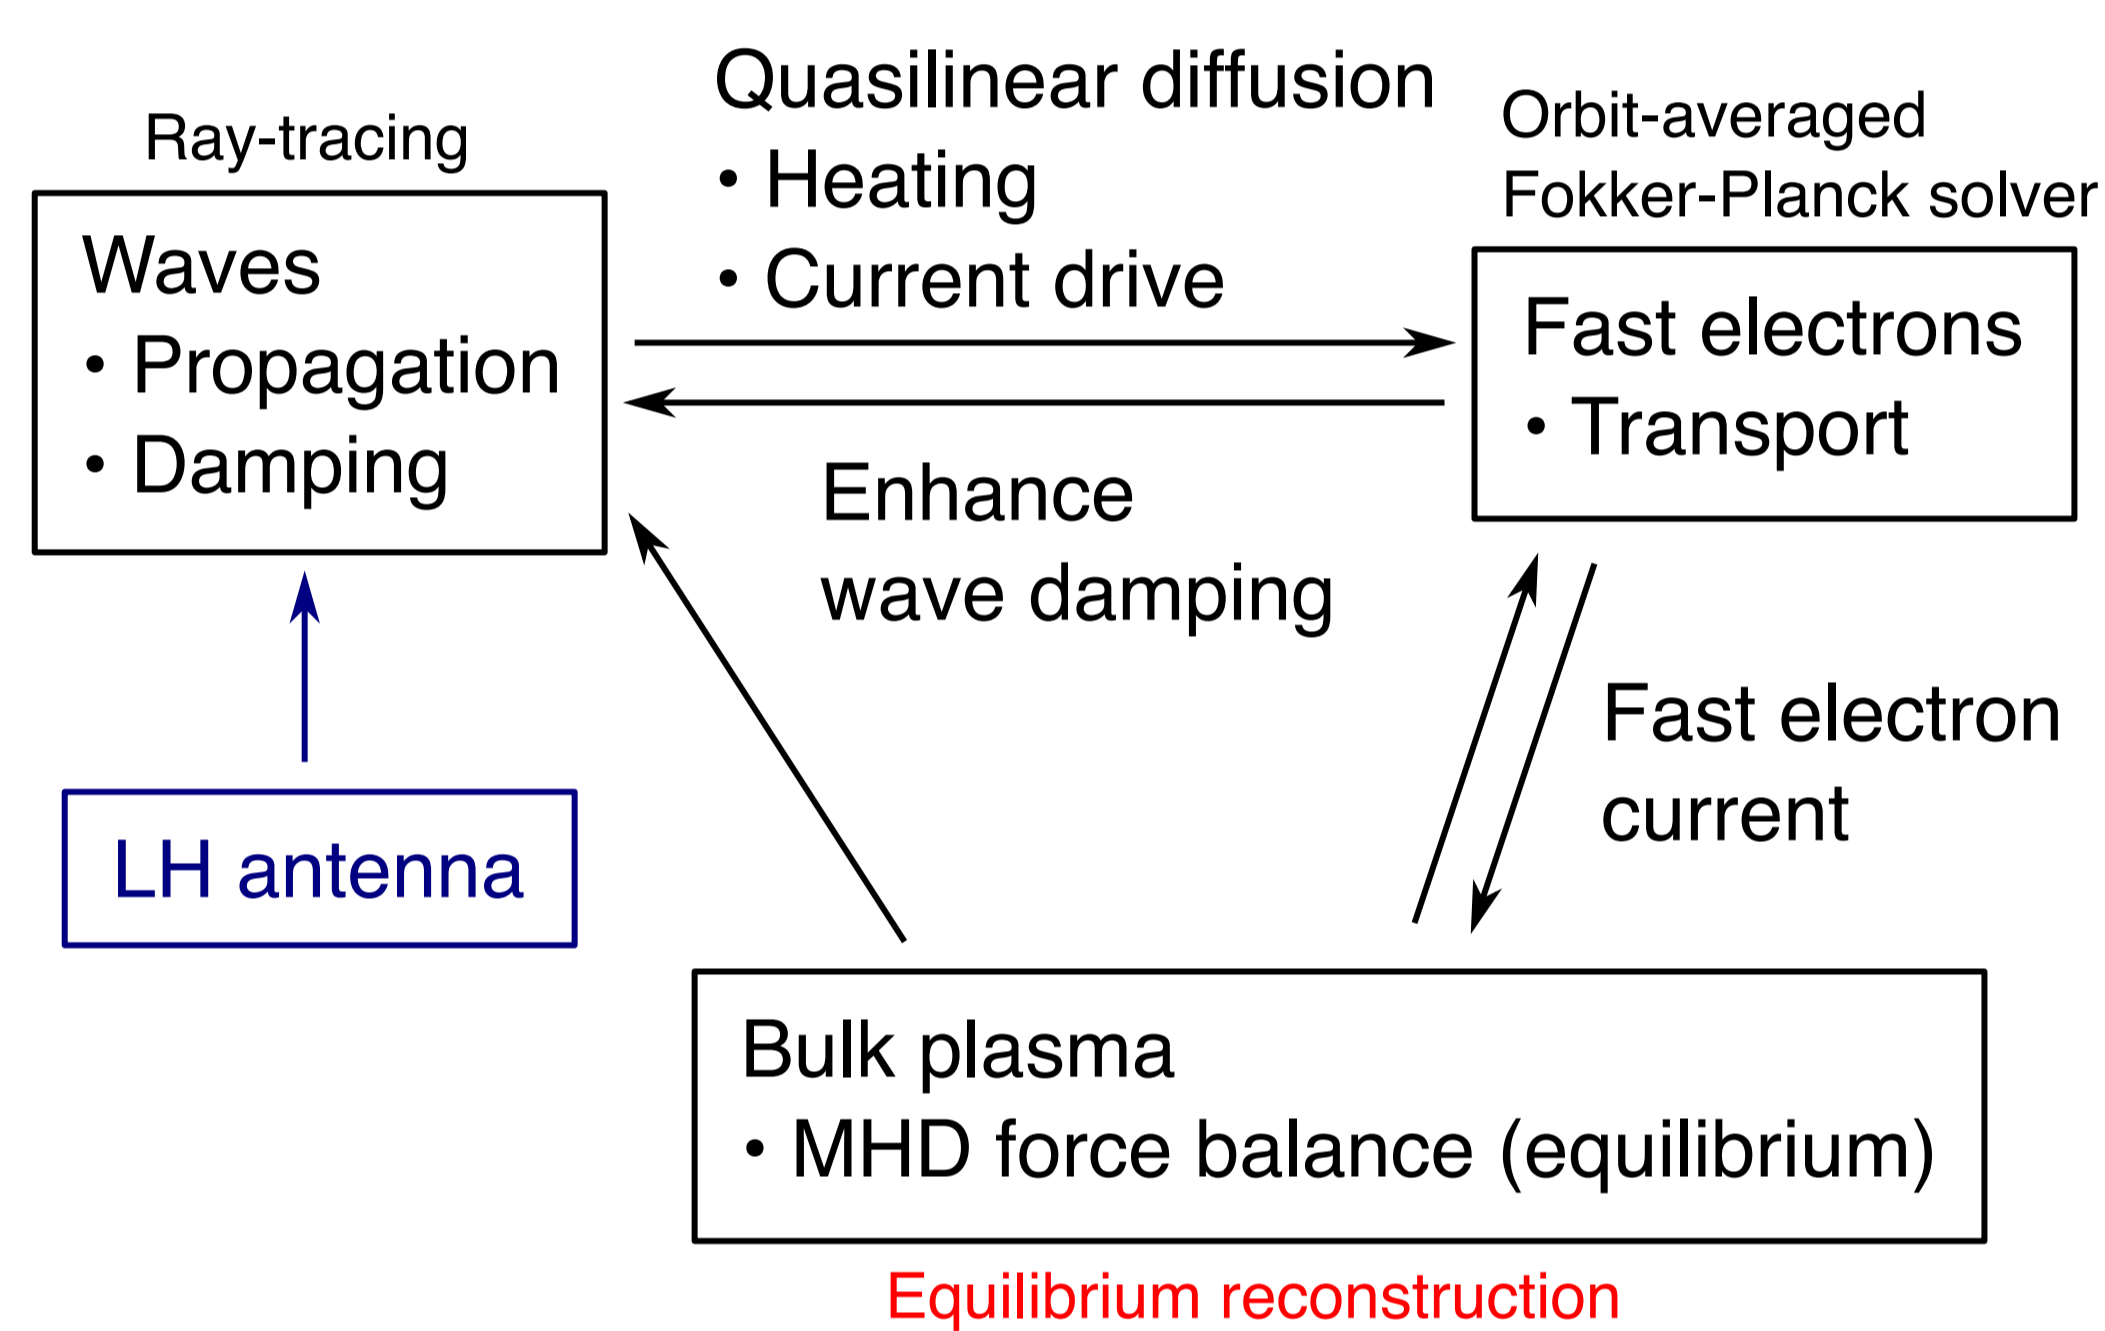 Ray-tracing
Waves
• Propagation
• Damping
Quasilinear diffusion
• Heating
• Current drive
Orbit-averaged
Fokker-Planck solver
Fast electrons
• Transport
Enhance
wave damping
LH antenna
Fast electron
current
Bulk plasma
• MHD force balance (equilibrium)
Equilibrium reconstruction